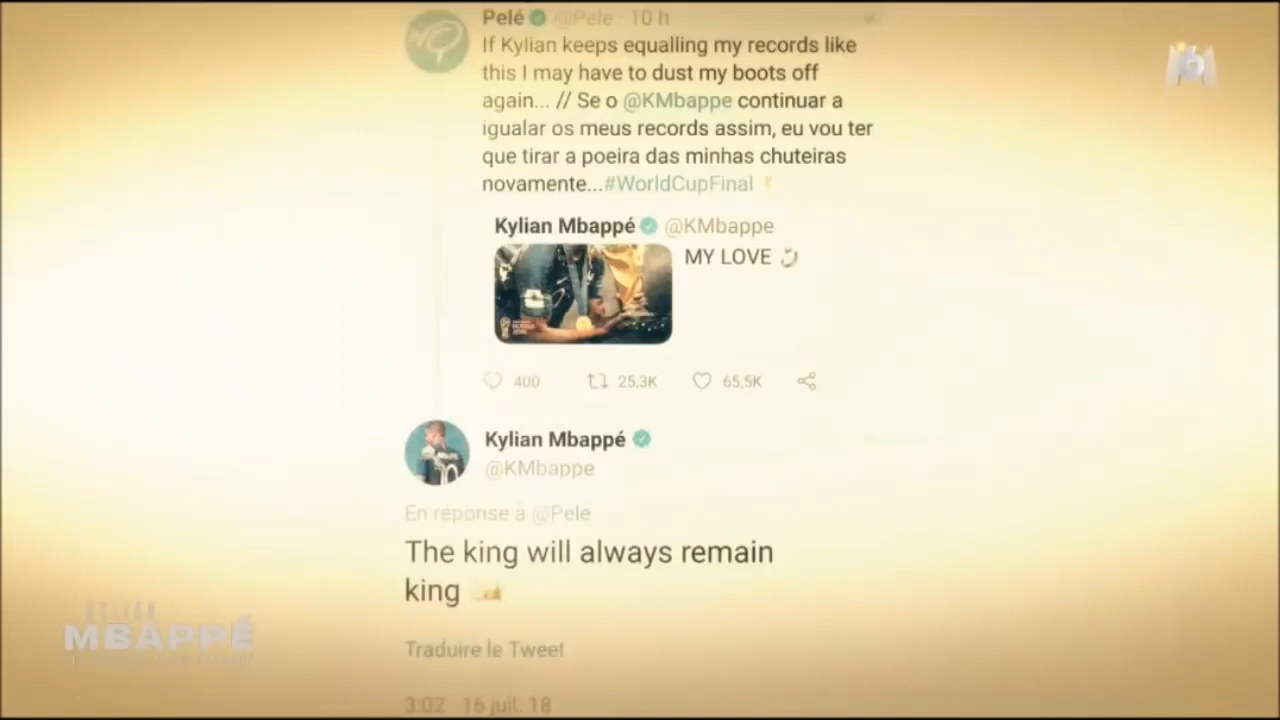 Pelé @Pele · 10 h
If Kylian keeps equalling my records like
this I may have to dust my boots off
again... // Se o @KMbappe continuar a
igualar os meus records assim, eu vou ter
que tirar a poeira das minhas chuteiras
novamente...#WorldCupFinal
Kylian Mbappé @KMbappe
MY LOVE
400 25,3K 65,5K
Kylian Mbappé
@KMbappe
En réponse à @Pele
The king will always remain
king
Traduire le Tweet
3:02 16 juil. 18
M6
KYLIAN
MBAPPÉ